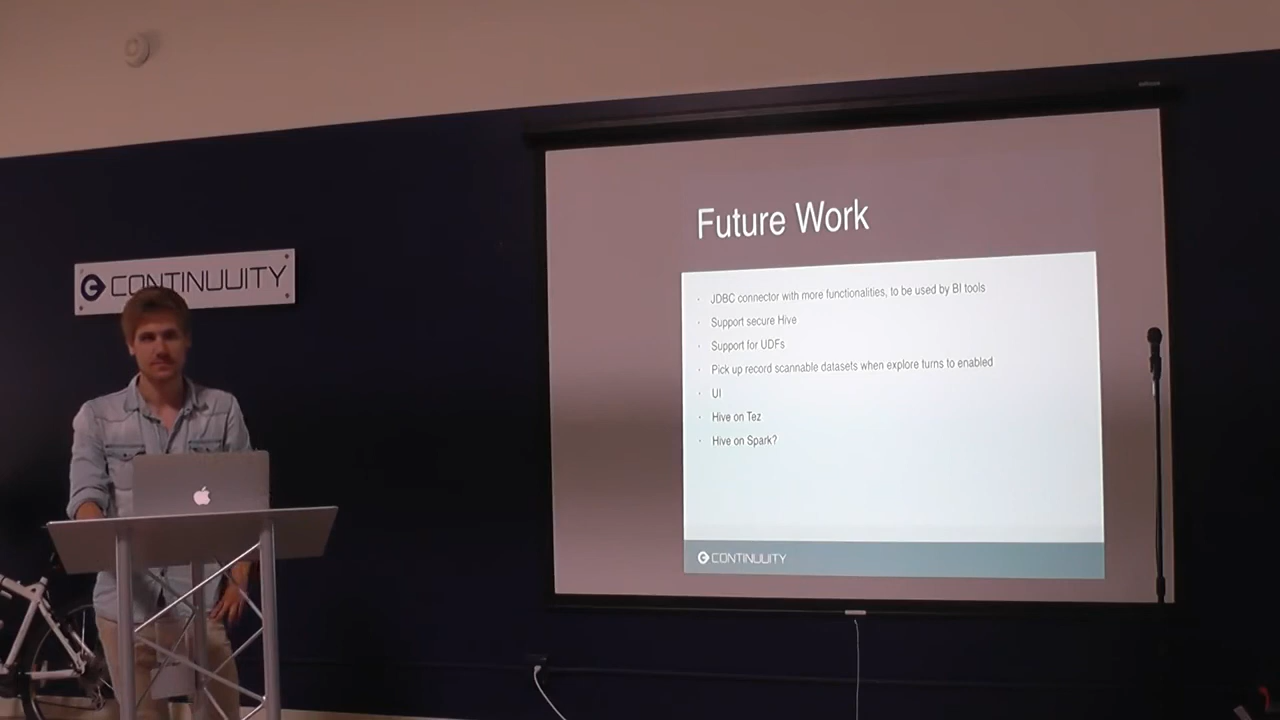 CONTINUUITY
Future Work
· JDBC connector with more functionalities, to be used by BI tools
· Support secure Hive
· Support for UDFs
· Pick up record scannable datasets when explore turns to enabled
· UI
· Hive on Tez
· Hive on Spark?
CONTINUUITY